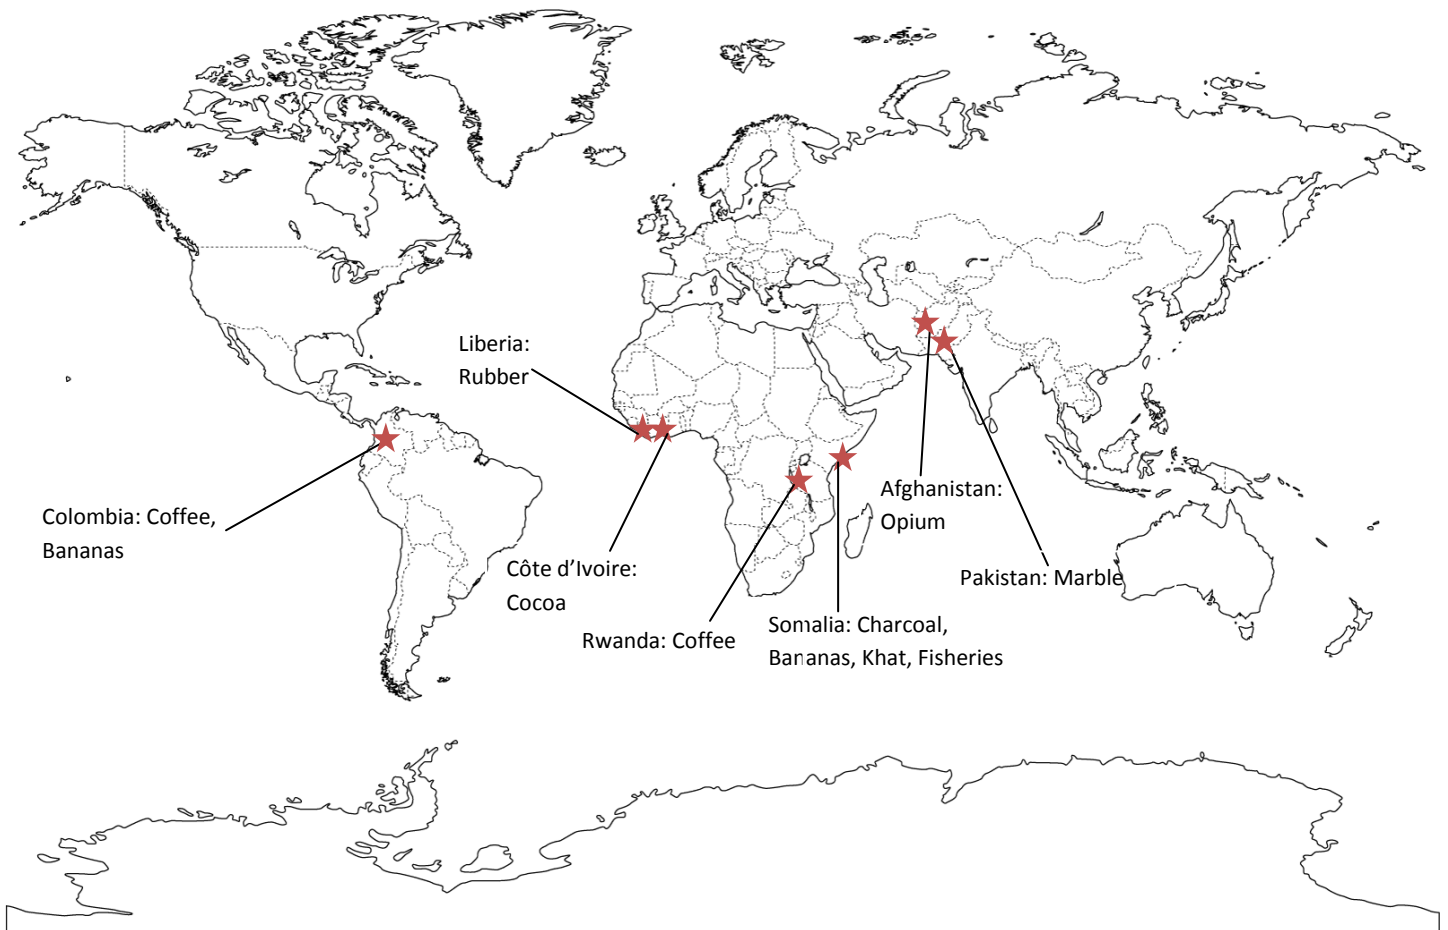 Liberia:
Rubber
Colombia: Coffee,
Bananas
Côte d’Ivoire:
Cocoa
Rwanda: Coffee
Somalia: Charcoal,
Bananas, Khat, Fisheries
Afghanistan:
Opium
Pakistan: Marble